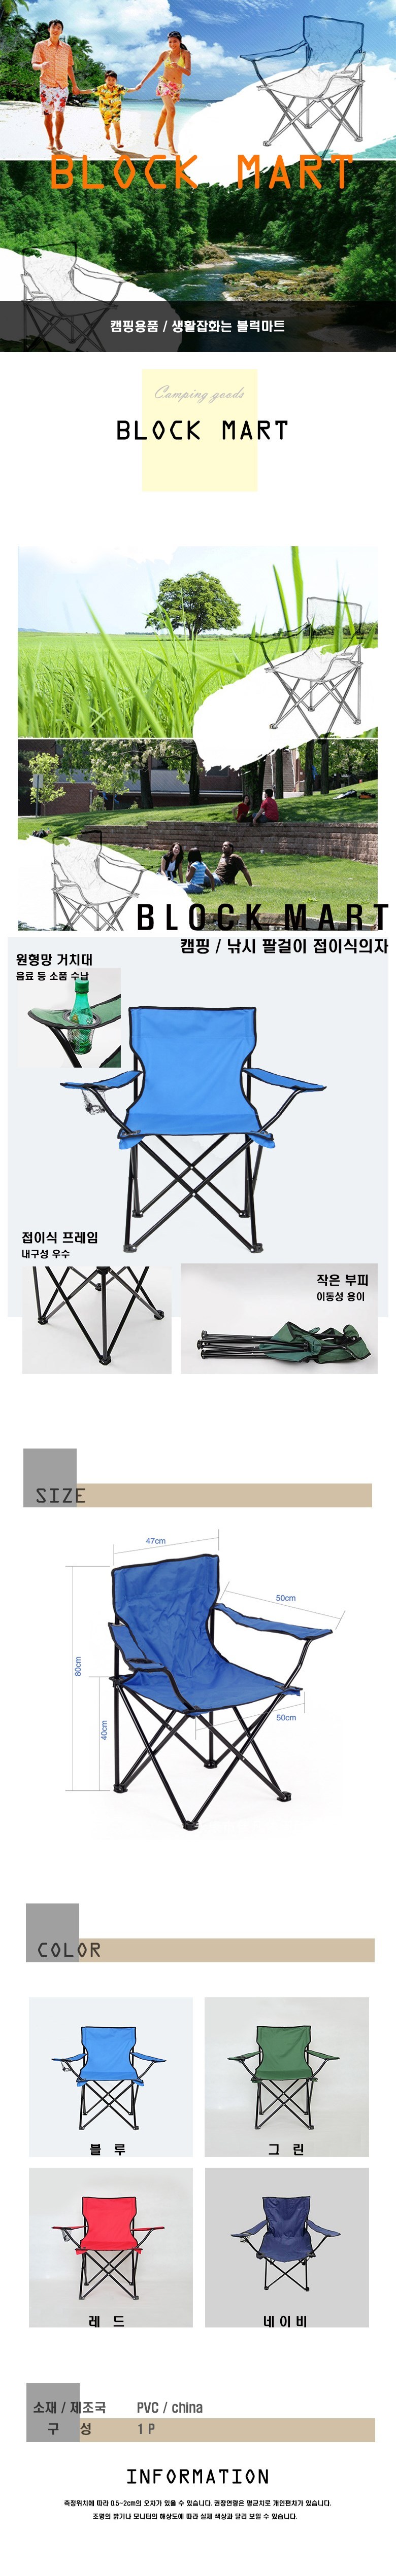 BLOCK MART
캠핑용품 / 생활잡화는 블럭마트
Camping goods
BLOCK MART
BLOCK MART
캠핑 / 낚시 팔걸이 접이식의자
원형망 거치대
음료 등 소품 수납
접이식 프레임
내구성 우수
작은 부피
이동성 용이
SIZE
47cm
50cm
80cm
40cm
50cm
COLOR
블 루
그 린
레 드
네이비
소재 / 제조국 PVC / china
구 성 1 P
INFORMATION
측정위치에 따라 0.5-2cm의 오차가 있을 수 있습니다. 권장연령은 평균치로 개인편차가 있습니다.
조명의 밝기나 모니터의 해상도에 따라 실제 색상과 달리 보일 수 있습니다.